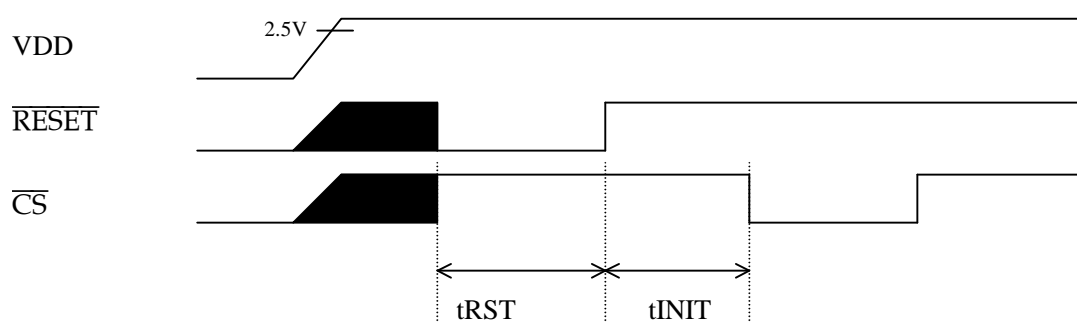 2.5V
VDD
RESET
CS
tRST
tINIT